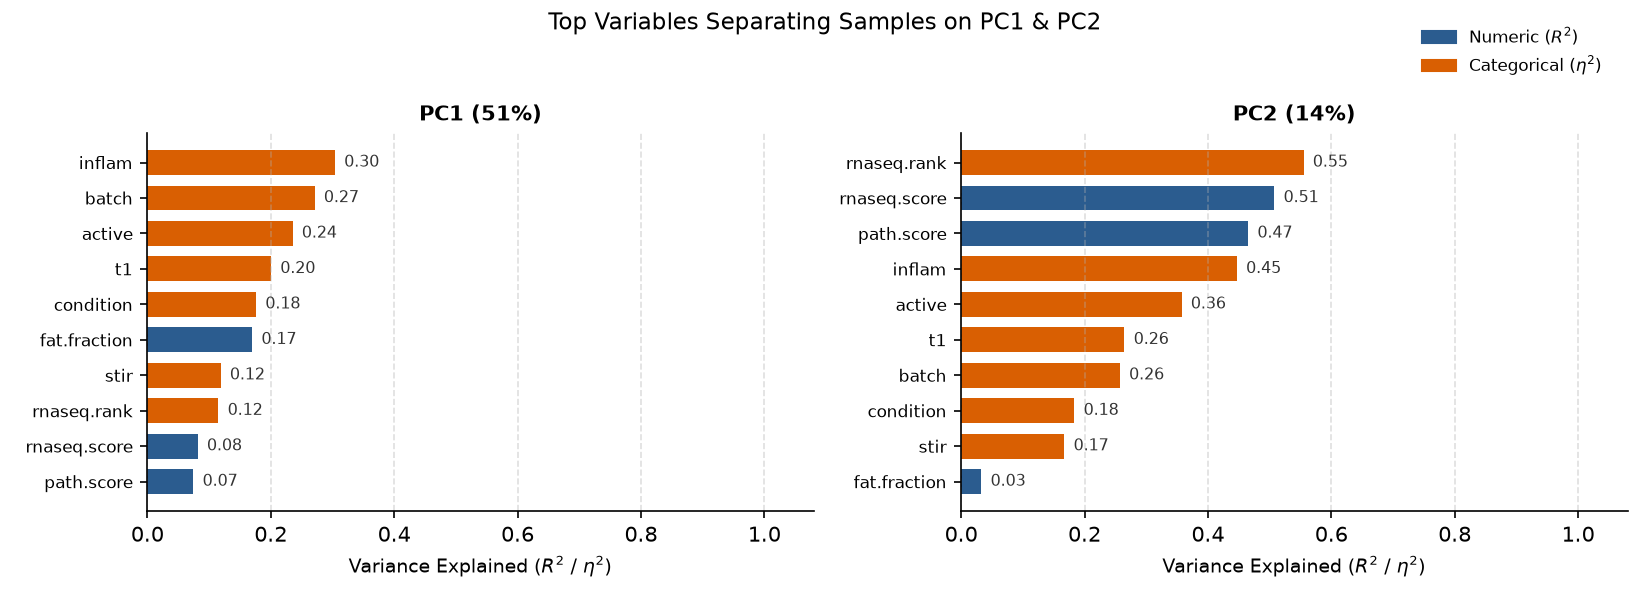 Top Variables Separating Samples on PC1 & PC2
Numeric (R²)
Categorical (η²)
PC1 (51%)
inflam 0.30
batch 0.27
active 0.24
t1 0.20
condition 0.18
fat.fraction 0.17
stir 0.12
rnaseq.rank 0.12
rnaseq.score 0.08
path.score 0.07
0.0 0.2 0.4 0.6 0.8 1.0
Variance Explained (R² / η²)
PC2 (14%)
rnaseq.rank 0.55
rnaseq.score 0.51
path.score 0.47
inflam 0.45
active 0.36
t1 0.26
batch 0.26
condition 0.18
stir 0.17
fat.fraction 0.03
0.0 0.2 0.4 0.6 0.8 1.0
Variance Explained (R² / η²)